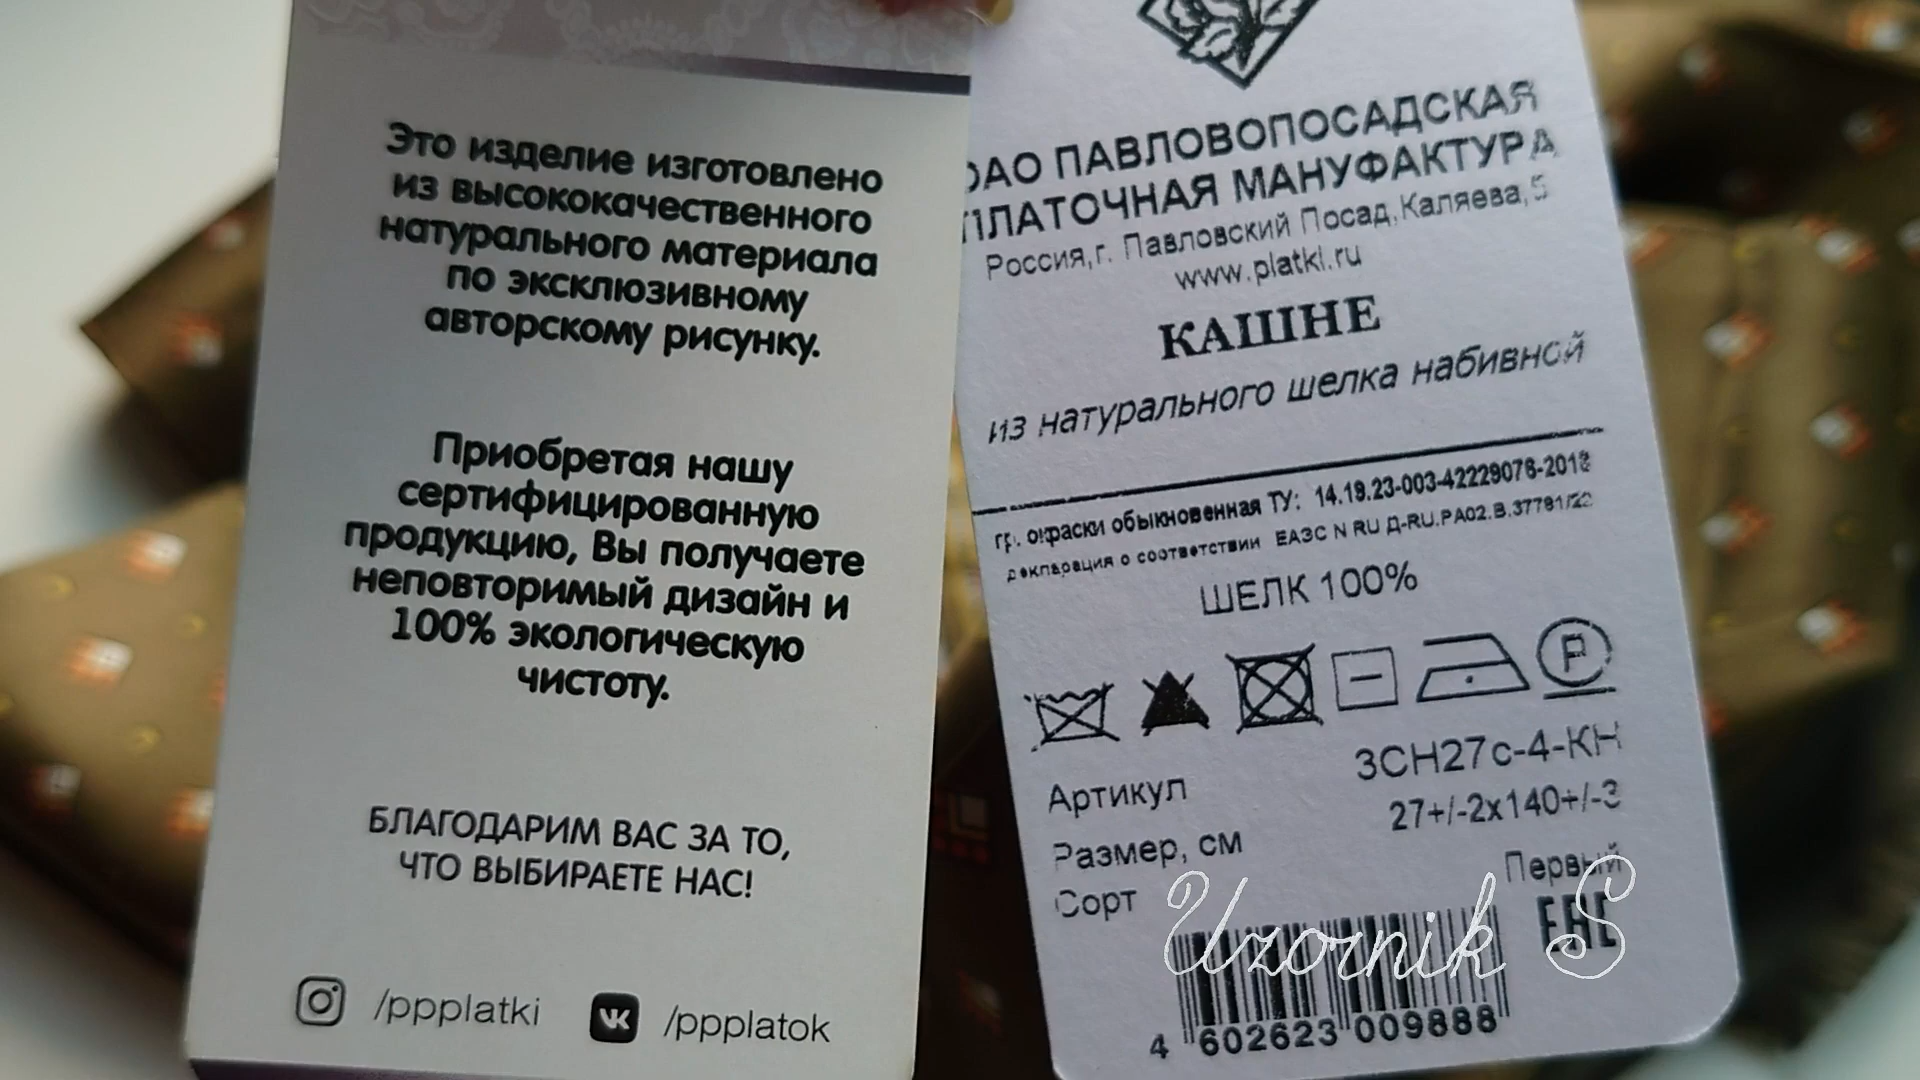 Это изделие изготовлено
из высококачественного
натурального материала
по эксклюзивному
авторскому рисунку.
Приобретая нашу
сертифицированную
продукцию, Вы получаете
неповторимый дизайн и
100% экологическую
чистоту.
БЛАГОДАРИМ ВАС ЗА ТО,
ЧТО ВЫБИРАЕТЕ НАС!
/ppplatki /ppplatok
ОАО ПАВЛОВОПОСАДСКАЯ
ПЛАТОЧНАЯ МАНУФАКТУРА
Россия,г. Павловский Посад,Каляева,5
www.platki.ru
КАШНЕ
из натурального шелка набивной
гр. окраски обыкновенная ТУ: 14.19.23-003-42229076-2018
декларация о соответствии ЕАЭС N RU Д-RU.РА02.В.37781/22
ШЕЛК 100%
P
Артикул 3СН27с-4-КН
Размер, см 27+/-2х140+/-3
Сорт Первый
EAC
Uzornik S
4 602623 009888